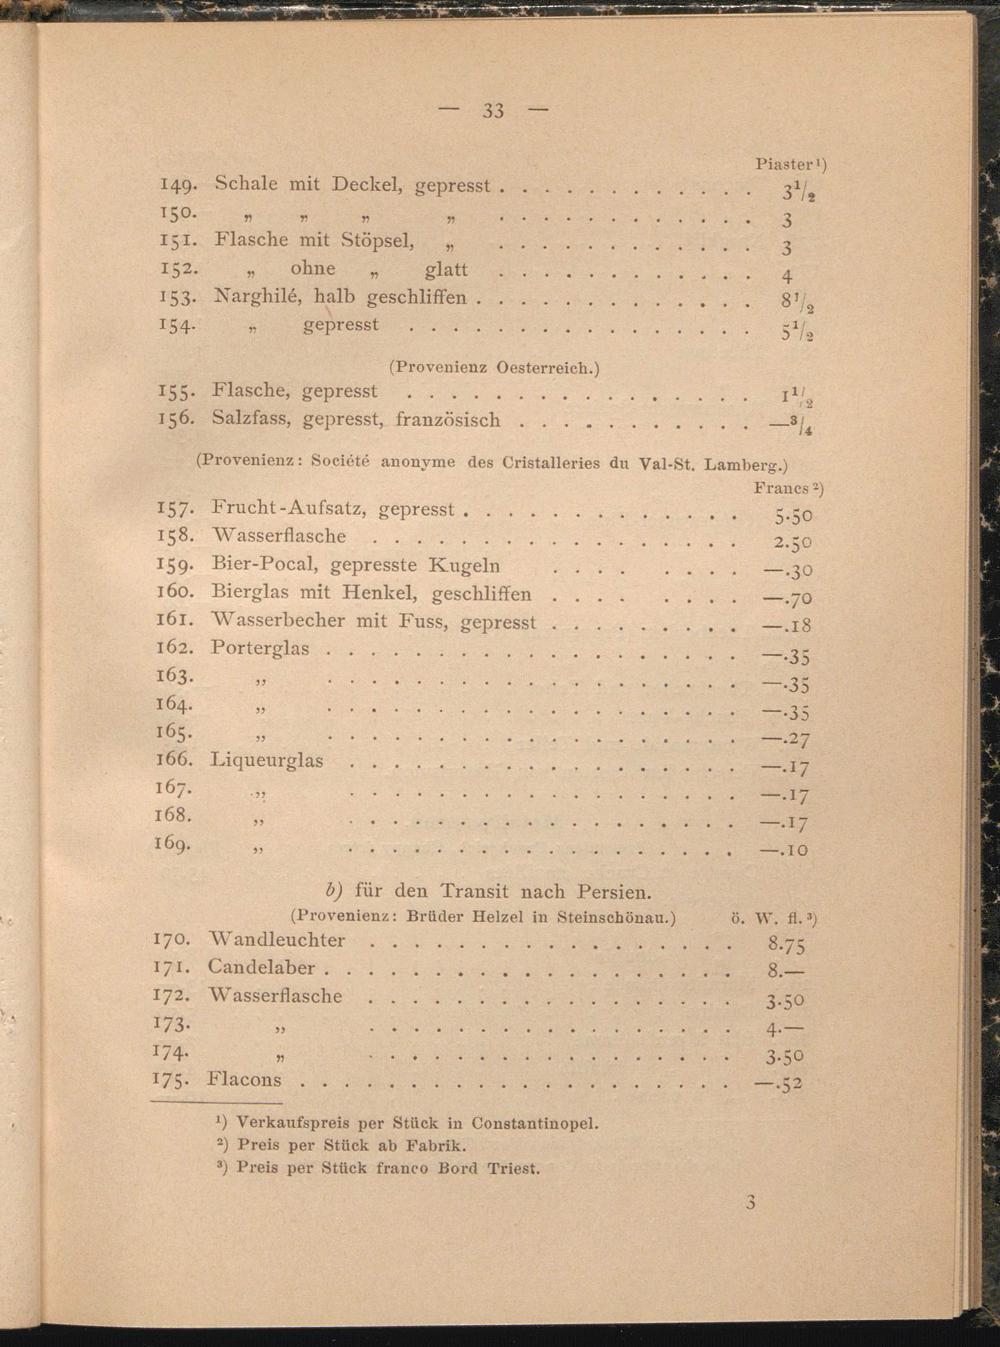 — 33 —
Piaster ¹)
149. Schale mit Deckel, gepresst . . . . . . . . . . . . 3¹/₂
150. „ „ „ „ . . . . . . . . . . . . 3
151. Flasche mit Stöpsel, „ . . . . . . . . . . . . 3
152. „ ohne „ glatt . . . . . . . . . . . . 4
153. Narghilé, halb geschliffen . . . . . . . . . . . . . 8¹/₂
154. „ gepresst . . . . . . . . . . . . . . . . 5¹/₂
(Provenienz Oesterreich.)
155. Flasche, gepresst . . . . . . . . . . . . . . . . 1¹/₂
156. Salzfass, gepresst, französisch . . . . . . . . . . . —³/₄
(Provenienz: Société anonyme des Cristalleries du Val-St. Lamberg.)
Francs ²)
157. Frucht-Aufsatz, gepresst . . . . . . . . . . . . . 5.50
158. Wasserflasche . . . . . . . . . . . . . . . . . 2.50
159. Bier-Pocal, gepresste Kugeln . . . . . . . . —.30
160. Bierglas mit Henkel, geschliffen . . . . . . . . —.70
161. Wasserbecher mit Fuss, gepresst . . . . . . . . . —.18
162. Porterglas . . . . . . . . . . . . . . . . . . . —.35
163. „ . . . . . . . . . . . . . . . . . . . —.35
164. „ . . . . . . . . . . . . . . . . . . . —.35
165. „ . . . . . . . . . . . . . . . . . . . —.27
166. Liqueurglas . . . . . . . . . . . . . . . . . . —.17
167. „ . . . . . . . . . . . . . . . . . . —.17
168. „ . . . . . . . . . . . . . . . . . . —.17
169. „ . . . . . . . . . . . . . . . . . . —.10
b) für den Transit nach Persien.
(Provenienz: Brüder Helzel in Steinschönau.) ö. W. fl. ³)
170. Wandleuchter . . . . . . . . . . . . . . . . . 8.75
171. Candelaber . . . . . . . . . . . . . . . . . . . 8.—
172. Wasserflasche . . . . . . . . . . . . . . . . . 3.50
173. „ . . . . . . . . . . . . . . . . . 4.—
174. „ . . . . . . . . . . . . . . . . . 3.50
175. Flacons . . . . . . . . . . . . . . . . . . . . —.52
¹) Verkaufspreis per Stück in Constantinopel.
²) Preis per Stück ab Fabrik.
³) Preis per Stück franco Bord Triest.
3